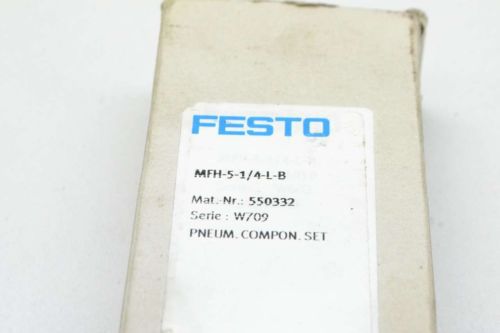 FESTO
MFH-5-1/4-L-B
Mat.-Nr.: 550332
Serie : W709
PNEUM. COMPON. SET